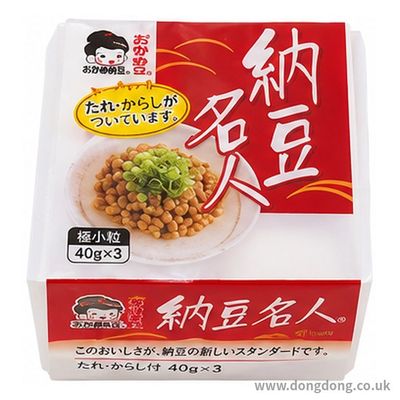 おかめ納豆®
おかめ
納豆
名人
たれ・からしが
ついています。
極小粒
40g×3
納豆名人®
このおいしさが、納豆の新しいスタンダードです。
たれ・からし付 40g×3
www.dongdong.co.uk